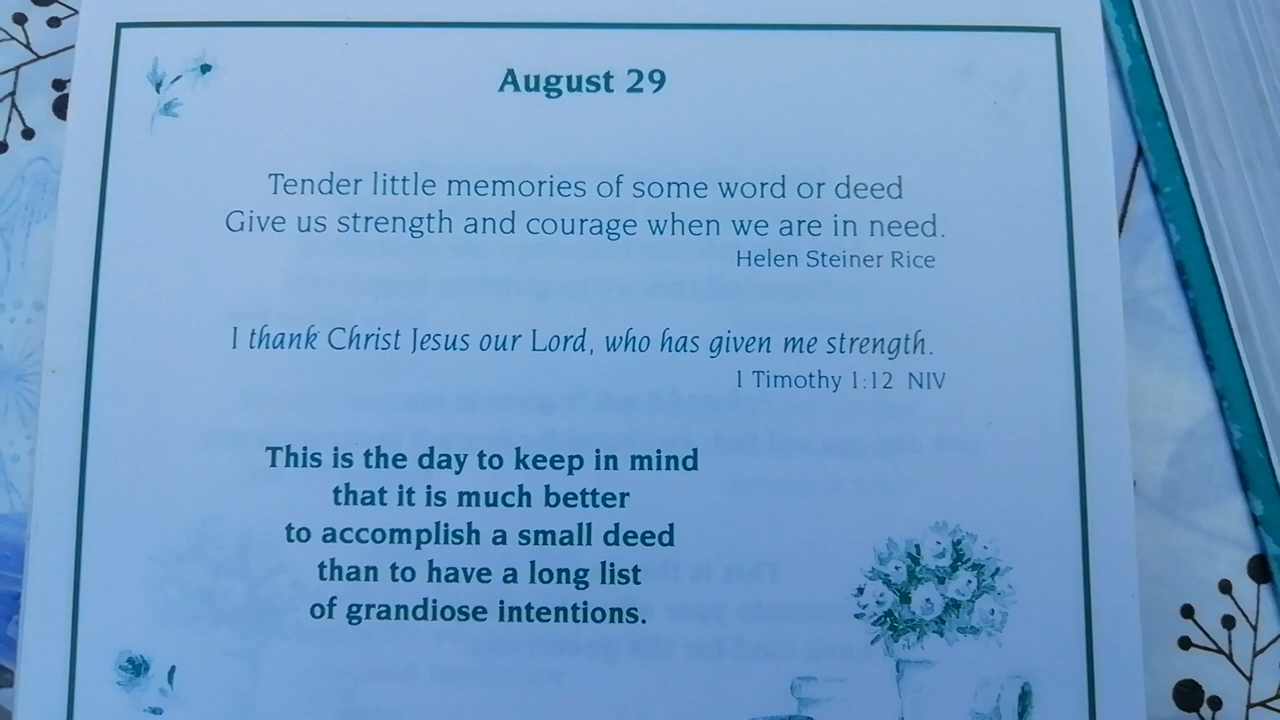 August 29
Tender little memories of some word or deed
Give us strength and courage when we are in need.
Helen Steiner Rice
I thank Christ Jesus our Lord, who has given me strength.
1 Timothy 1:12 NIV
This is the day to keep in mind
that it is much better
to accomplish a small deed
than to have a long list
of grandiose intentions.